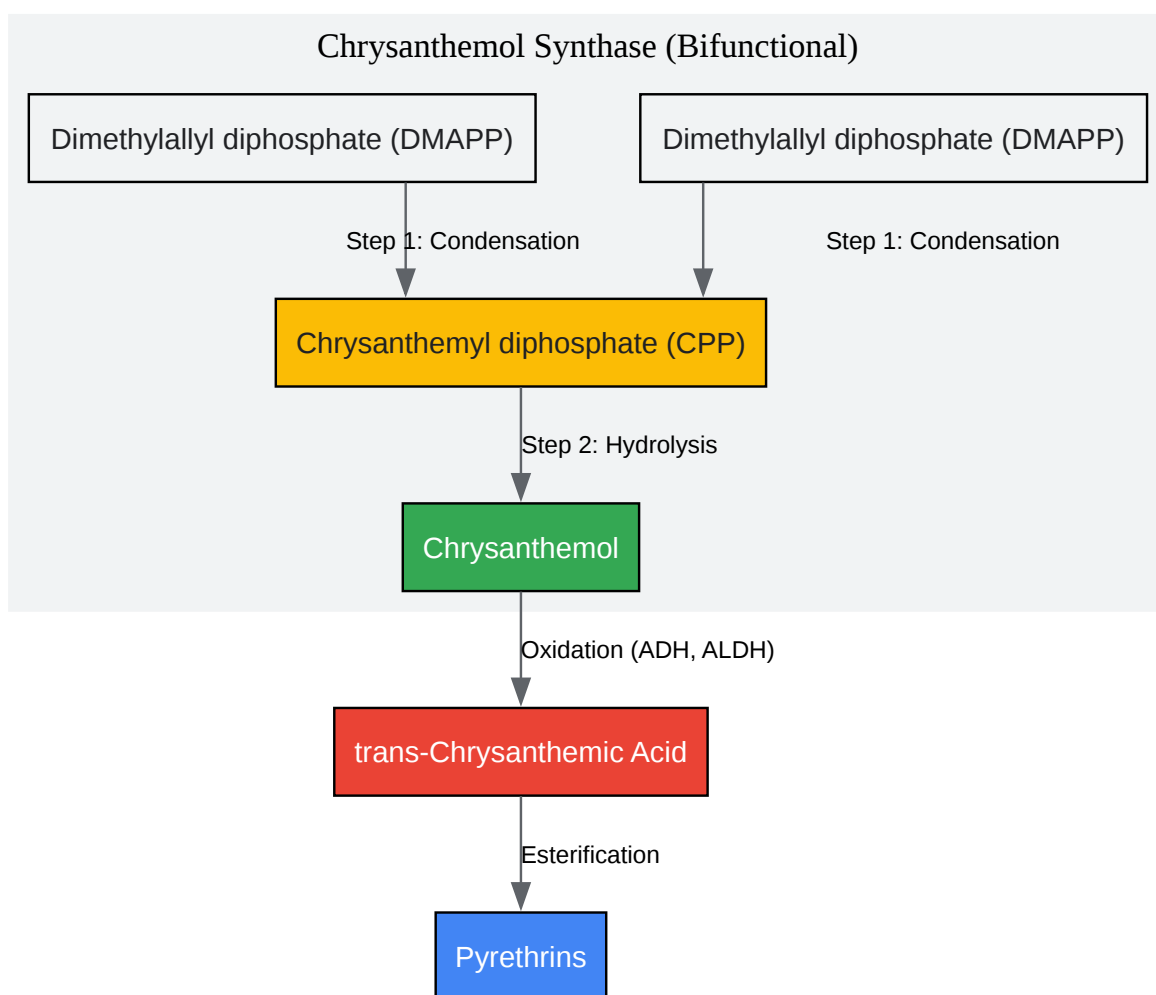 Chrysanthemol Synthase (Bifunctional)
Dimethylallyl diphosphate (DMAPP)
Dimethylallyl diphosphate (DMAPP)
Step 1: Condensation
Step 1: Condensation
Chrysanthemyl diphosphate (CPP)
Step 2: Hydrolysis
Chrysanthemol
Oxidation (ADH, ALDH)
trans-Chrysanthemic Acid
Esterification
Pyrethrins